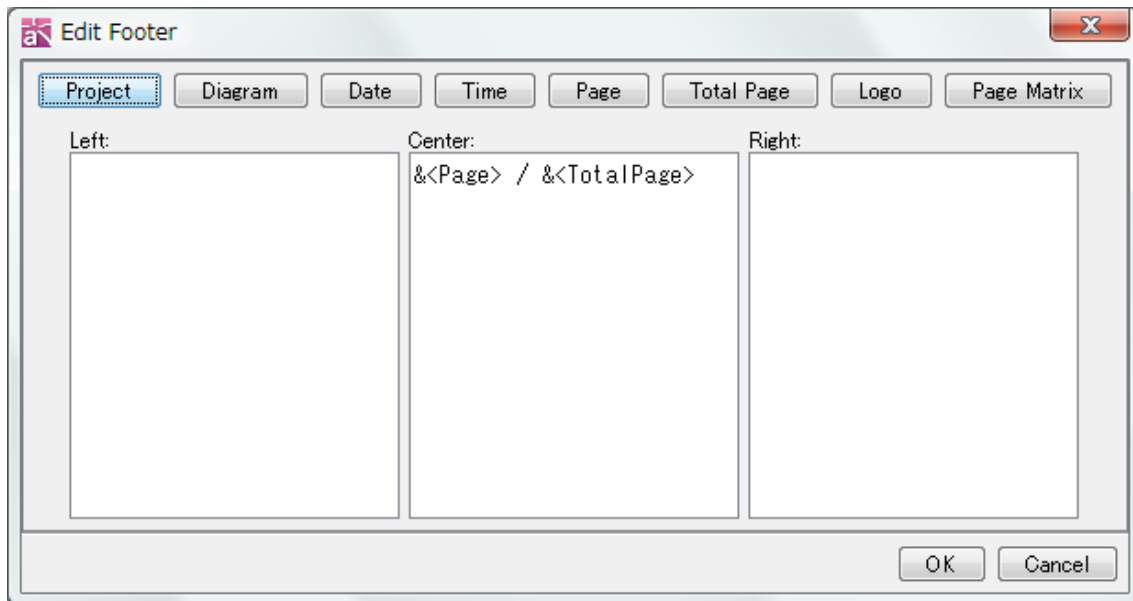 Edit Footer
Project Diagram Date Time Page Total Page Logo Page Matrix
Left: Center: Right:
&<Page> / &<TotalPage>
OK Cancel